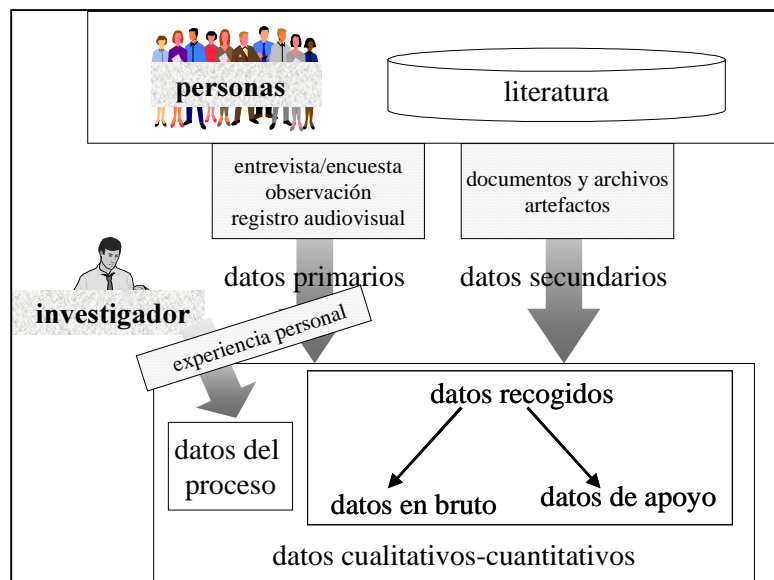 personas
literatura
entrevista/encuesta
observación
registro audiovisual
documentos y archivos
artefactos
datos primarios
datos secundarios
investigador
experiencia personal
datos recogidos
datos del
proceso
datos en bruto
datos de apoyo
datos cualitativos-cuantitativos